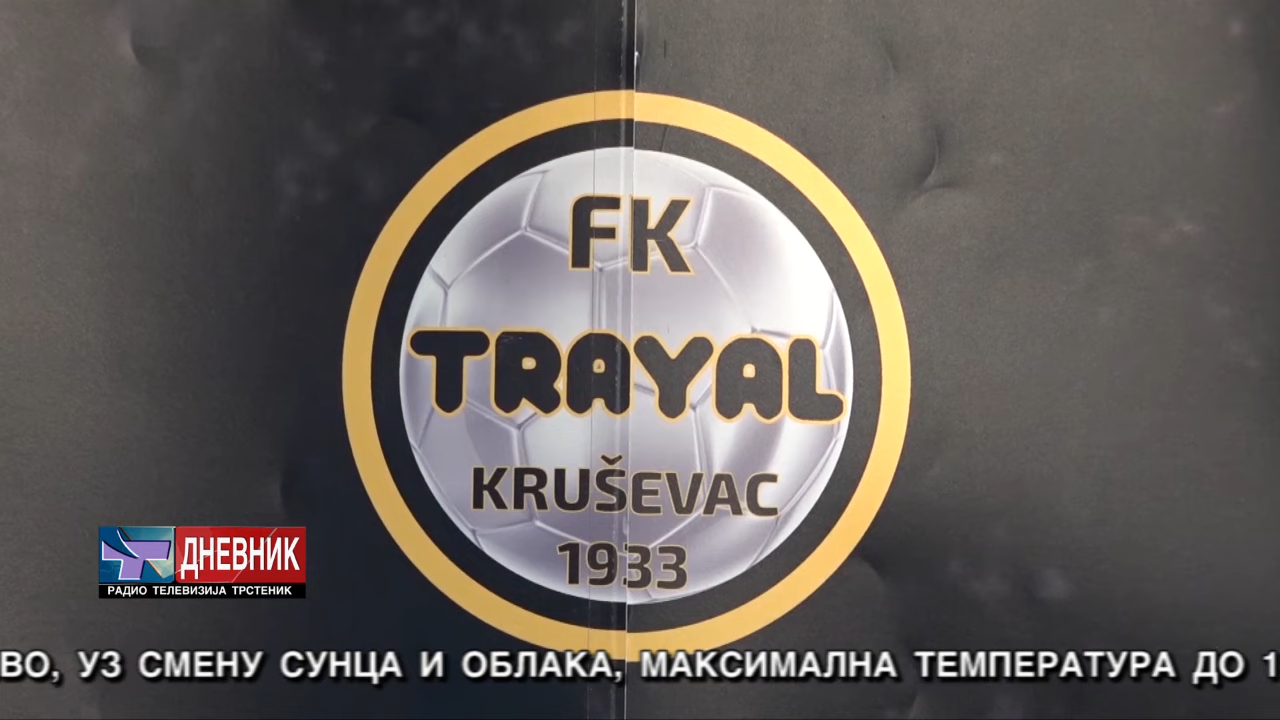 FK
TRAYAL
KRUŠEVAC
1933
ДНЕВНИК
РАДИО ТЕЛЕВИЗИЈА ТРСТЕНИК
ВО, УЗ СМЕНУ СУНЦА И ОБЛАКА, МАКСИМАЛНА ТЕМПЕРАТУРА ДО 1